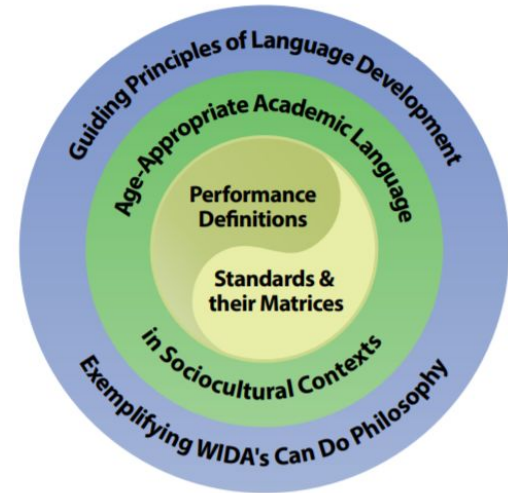 Guiding Principles of Language Development
Age-Appropriate Academic Language
Performance
Definitions
Standards &
their Matrices
in Sociocultural Contexts
Exemplifying WIDA's Can Do Philosophy